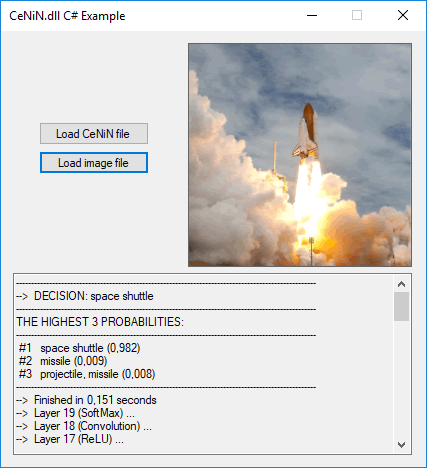 CeNiN.dll C# Example
Load CeNiN file
Load image file
--> DECISION: space shuttle
THE HIGHEST 3 PROBABILITIES:
#1 space shuttle (0,982)
#2 missile (0,009)
#3 projectile, missile (0,008)
--> Finished in 0,151 seconds
--> Layer 19 (SoftMax) ...
--> Layer 18 (Convolution) ...
--> Layer 17 (ReLU) ...